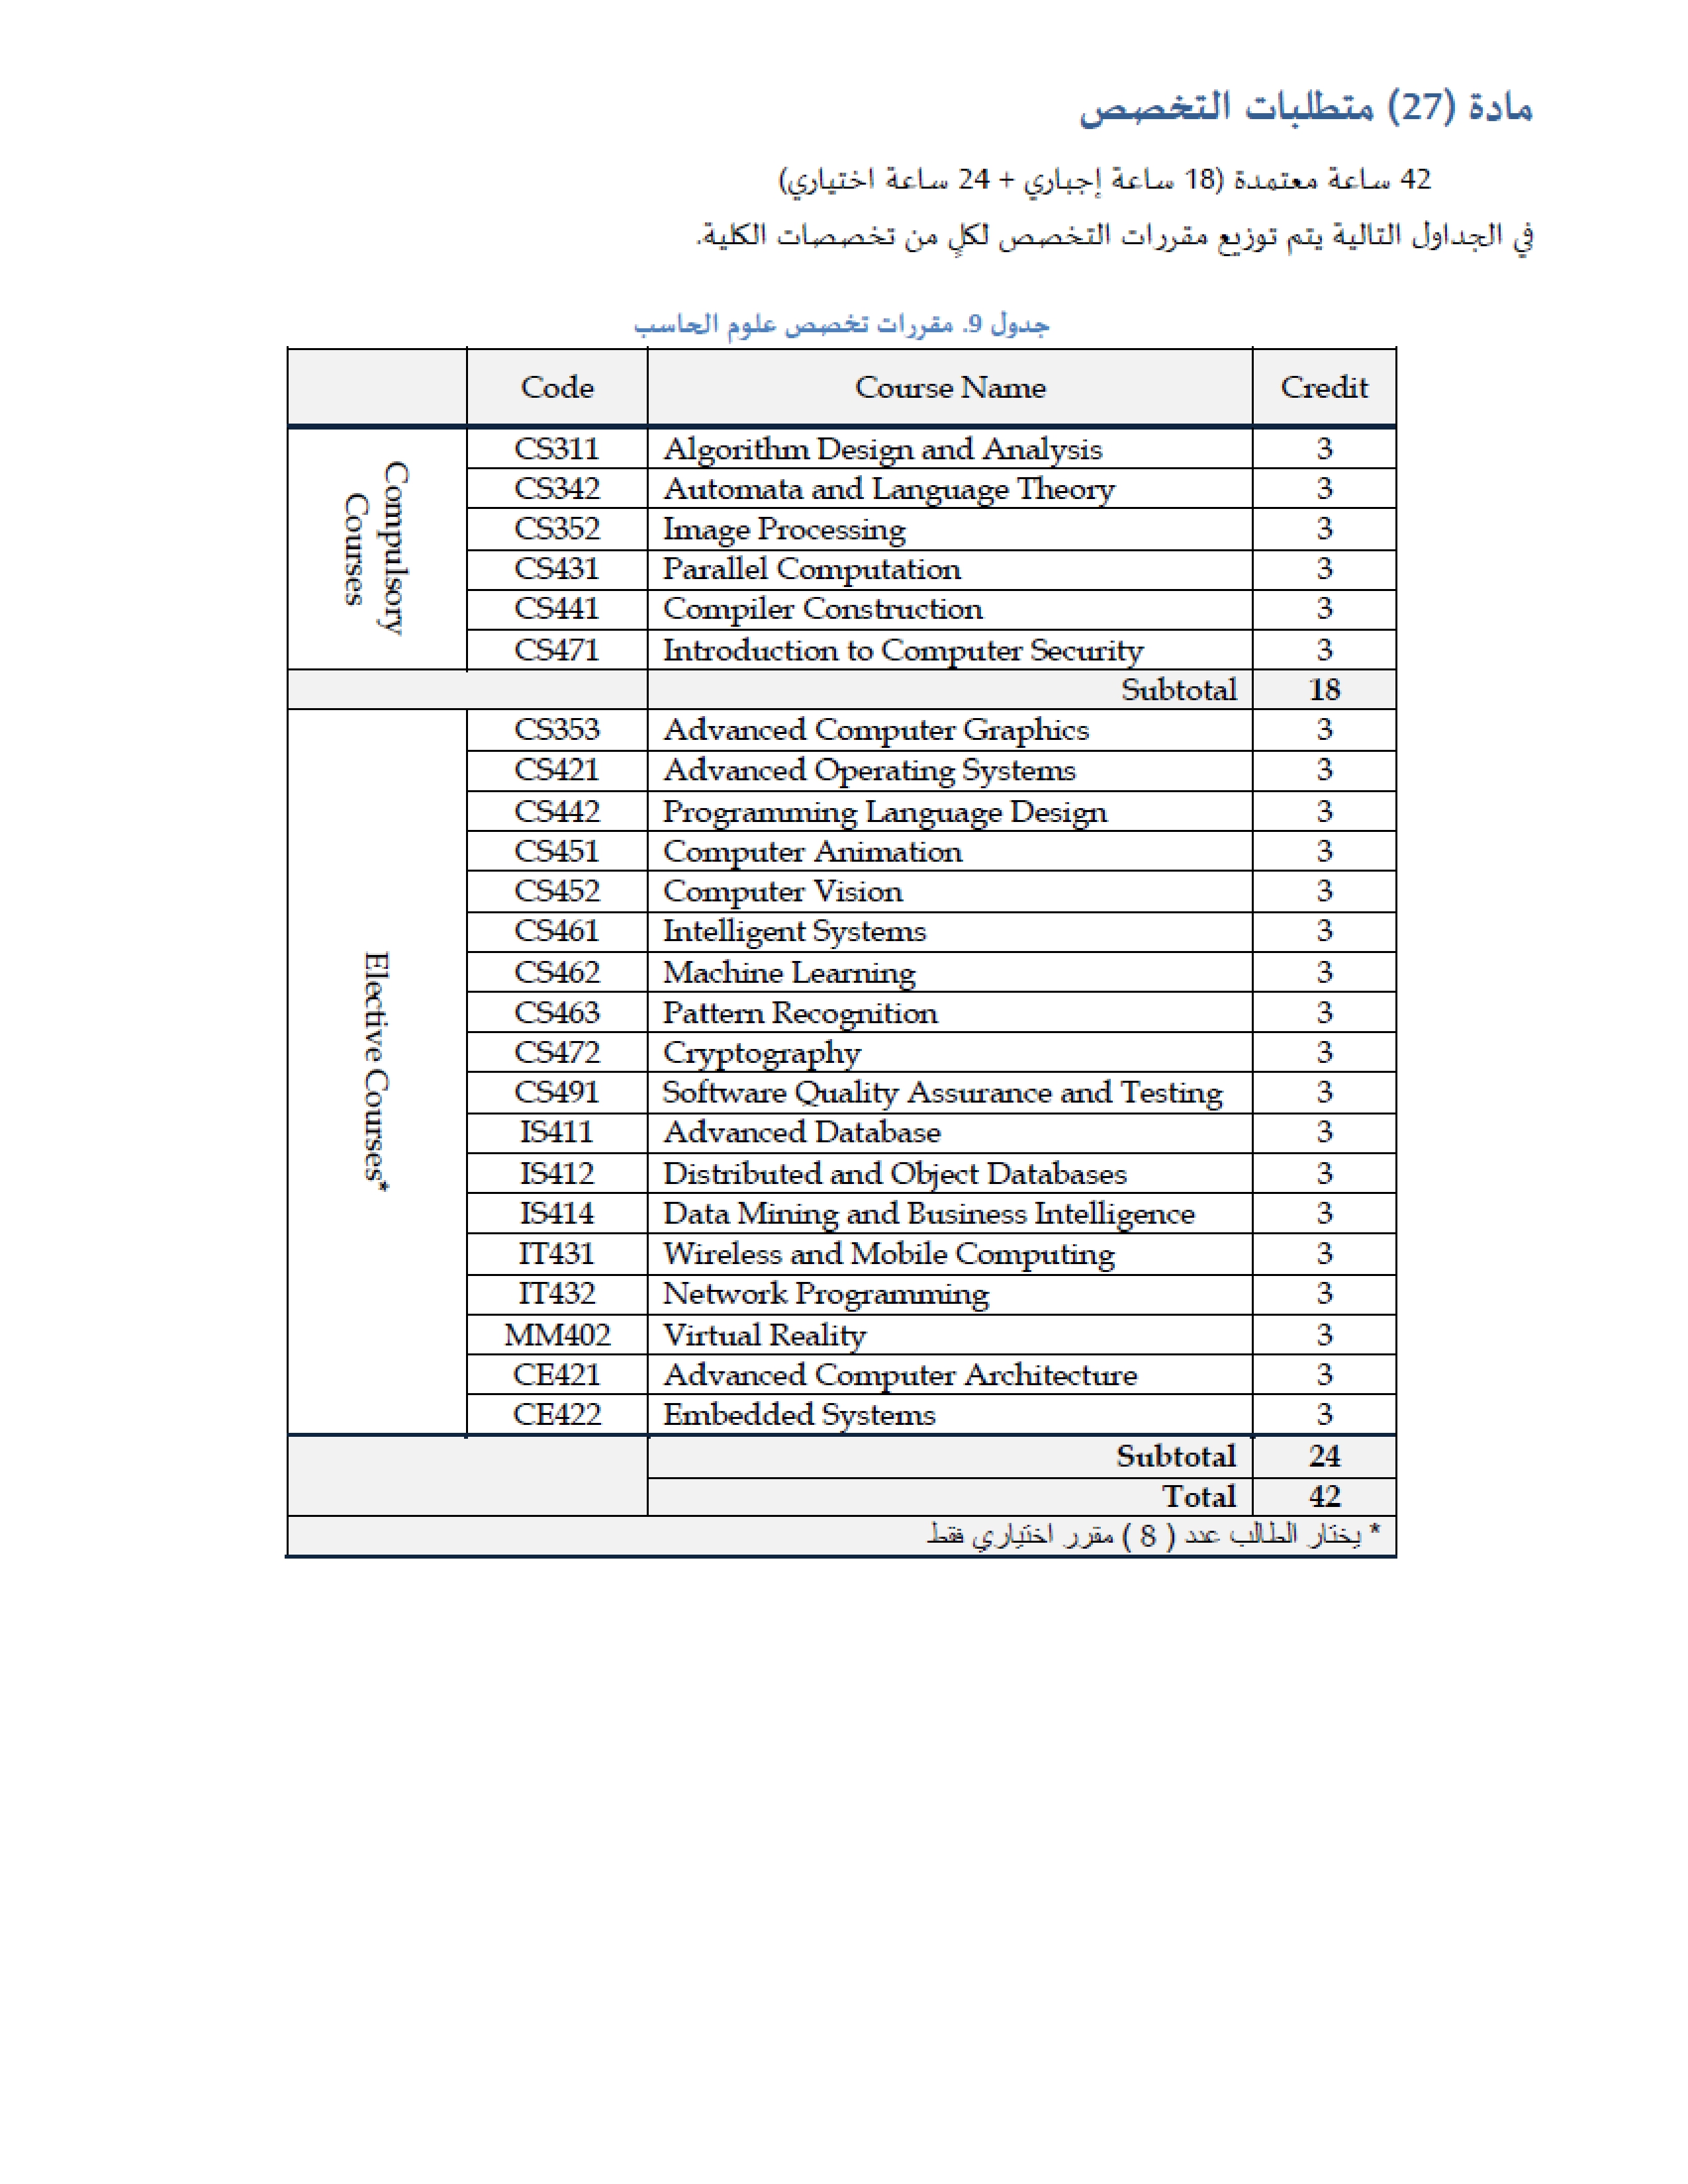 مادة (27) متطلبات التخصص
42 ساعة معتمدة (18 ساعة إجباري + 24 ساعة اختياري)
في الجداول التالية يتم توزيع مقررات التخصص لكلٍ من تخصصات الكلية.
جدول 9. مقررات تخصص علوم الحاسب
Code Course Name Credit
Compulsory Courses
CS311 Algorithm Design and Analysis 3
CS342 Automata and Language Theory 3
CS352 Image Processing 3
CS431 Parallel Computation 3
CS441 Compiler Construction 3
CS471 Introduction to Computer Security 3
Subtotal 18
Elective Courses*
CS353 Advanced Computer Graphics 3
CS421 Advanced Operating Systems 3
CS442 Programming Language Design 3
CS451 Computer Animation 3
CS452 Computer Vision 3
CS461 Intelligent Systems 3
CS462 Machine Learning 3
CS463 Pattern Recognition 3
CS472 Cryptography 3
CS491 Software Quality Assurance and Testing 3
IS411 Advanced Database 3
IS412 Distributed and Object Databases 3
IS414 Data Mining and Business Intelligence 3
IT431 Wireless and Mobile Computing 3
IT432 Network Programming 3
MM402 Virtual Reality 3
CE421 Advanced Computer Architecture 3
CE422 Embedded Systems 3
Subtotal 24
Total 42
* يختار الطالب عدد ( 8 ) مقرر اختياري فقط